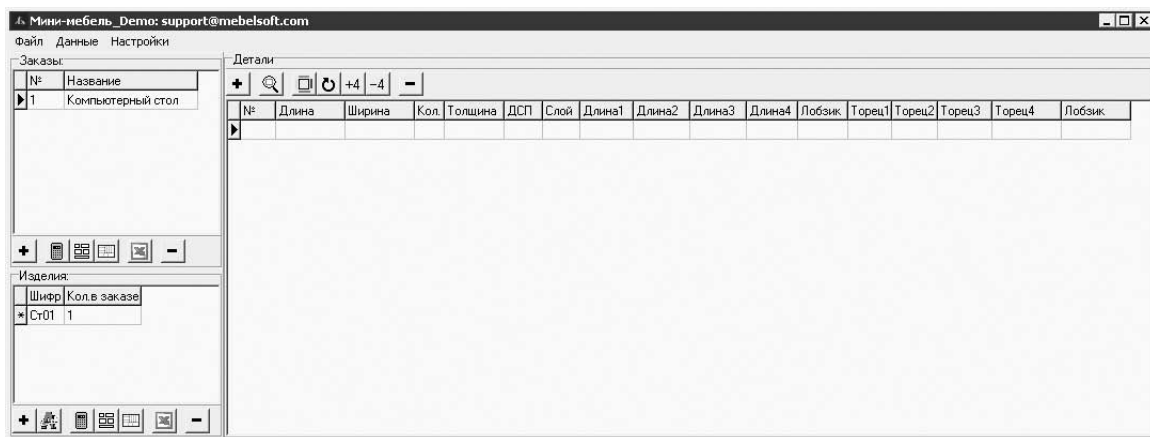 Мини-мебель_Demo: support@mebelsoft.com
Файл Данные Настройки
Заказы:
№ Название
1 Компьютерный стол
Изделия:
Шифр Кол.в заказе
Ст01 1
Детали
+4 -4
№ Длина Ширина Кол. Толщина ДСП Слой Длина1 Длина2 Длина3 Длина4 Лобзик Торец1 Торец2 Торец3 Торец4 Лобзик